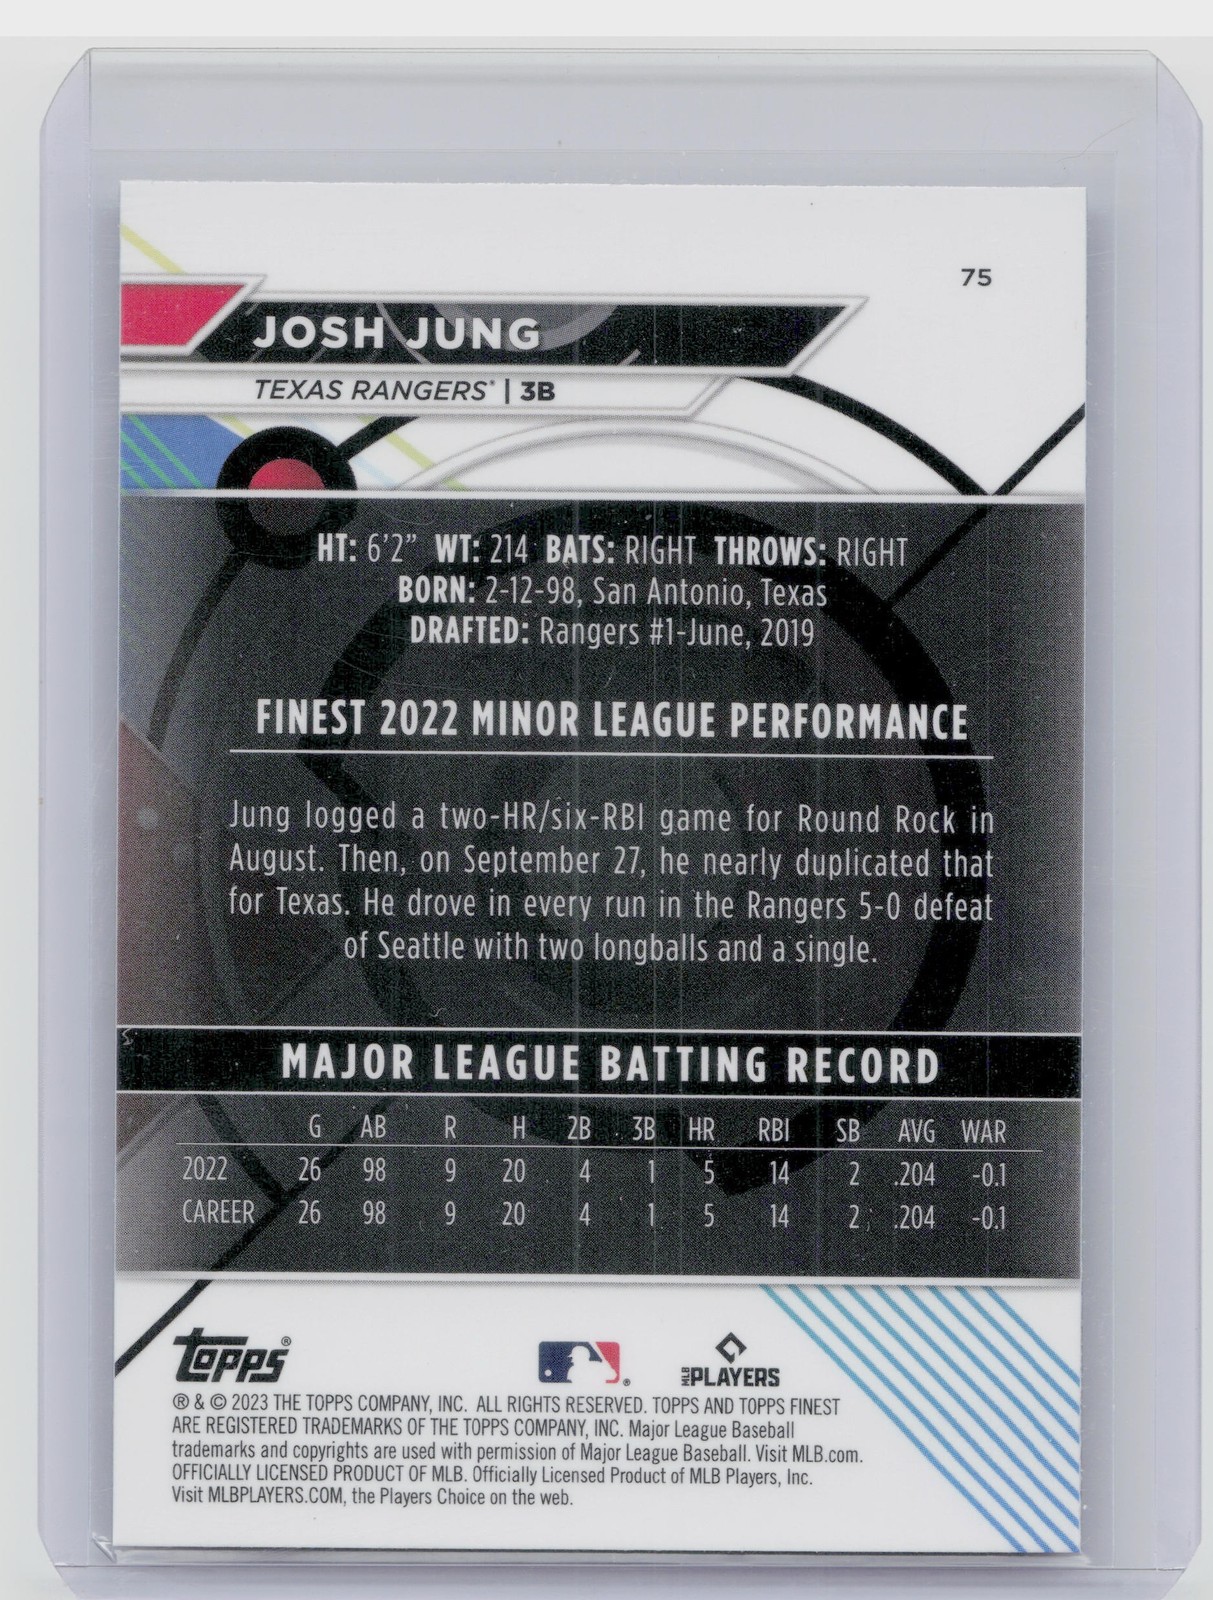 75
JOSH JUNG
TEXAS RANGERS® | 3B
HT: 6'2" WT: 214 BATS: RIGHT THROWS: RIGHT
BORN: 2-12-98, San Antonio, Texas
DRAFTED: Rangers #1-June, 2019
FINEST 2022 MINOR LEAGUE PERFORMANCE
Jung logged a two-HR/six-RBI game for Round Rock in
August. Then, on September 27, he nearly duplicated that
for Texas. He drove in every run in the Rangers 5-0 defeat
of Seattle with two longballs and a single.
MAJOR LEAGUE BATTING RECORD
G AB R H 2B 3B HR RBI SB AVG WAR
2022 26 98 9 20 4 1 5 14 2 .204 -0.1
CAREER 26 98 9 20 4 1 5 14 2 .204 -0.1
Topps® ® MLB PLAYERS
® & © 2023 THE TOPPS COMPANY, INC. ALL RIGHTS RESERVED. TOPPS AND TOPPS FINEST
ARE REGISTERED TRADEMARKS OF THE TOPPS COMPANY, INC. Major League Baseball
trademarks and copyrights are used with permission of Major League Baseball. Visit MLB.com.
OFFICIALLY LICENSED PRODUCT OF MLB. Officially Licensed Product of MLB Players, Inc.
Visit MLBPLAYERS.COM, the Players Choice on the web.